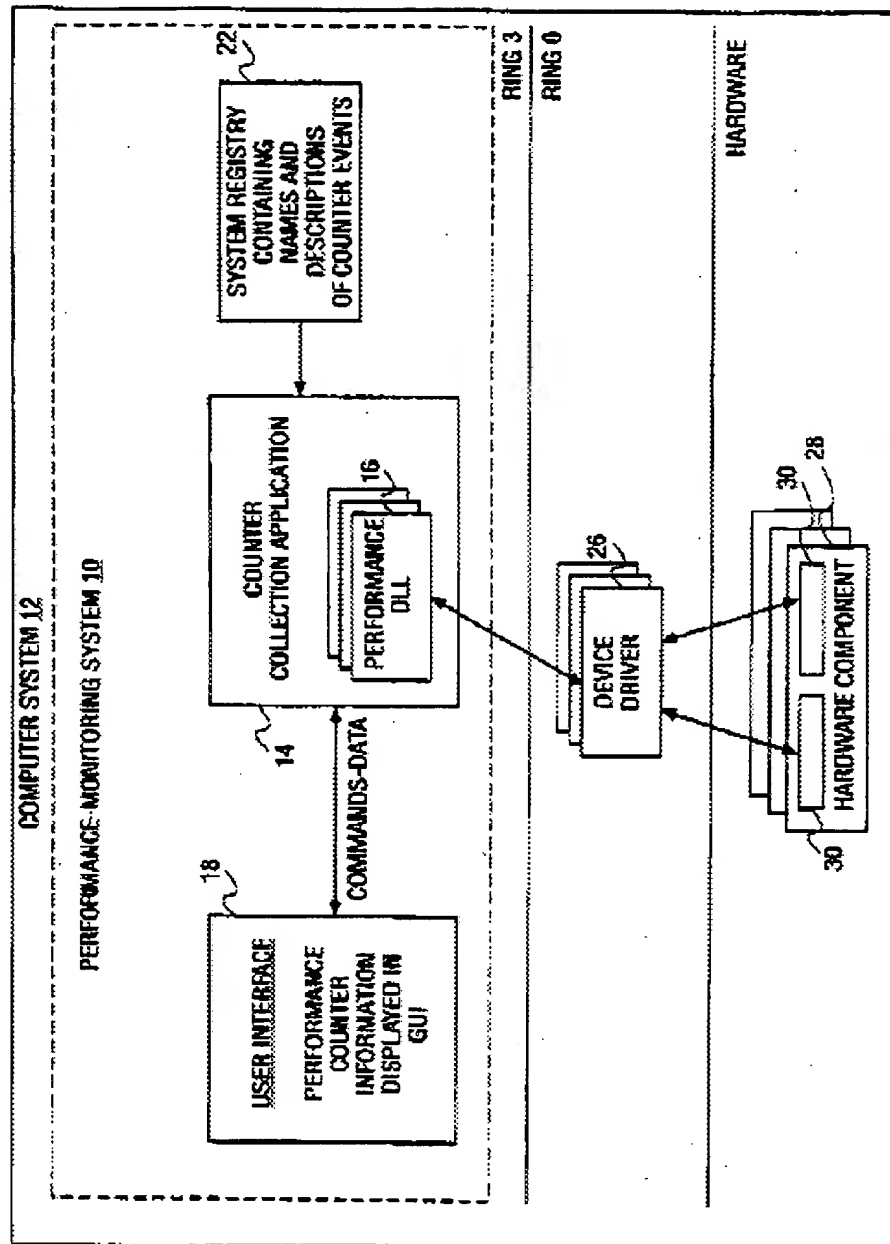 COMPUTER SYSTEM 12
PERFORMANCE-MONITORING SYSTEM 10
18
USER INTERFACE
PERFORMANCE
COUNTER
INFORMATION
DISPLAYED IN
GUI
COMMANDS-DATA
14
COUNTER
COLLECTION APPLICATION
16
PERFORMANCE
DLL
22
SYSTEM REGISTRY
CONTAINING
NAMES AND
DESCRIPTIONS
OF COUNTER EVENTS
RING 3
RING 0
26
DEVICE
DRIVER
HARDWARE
30
30
28
HARDWARE COMPONENT